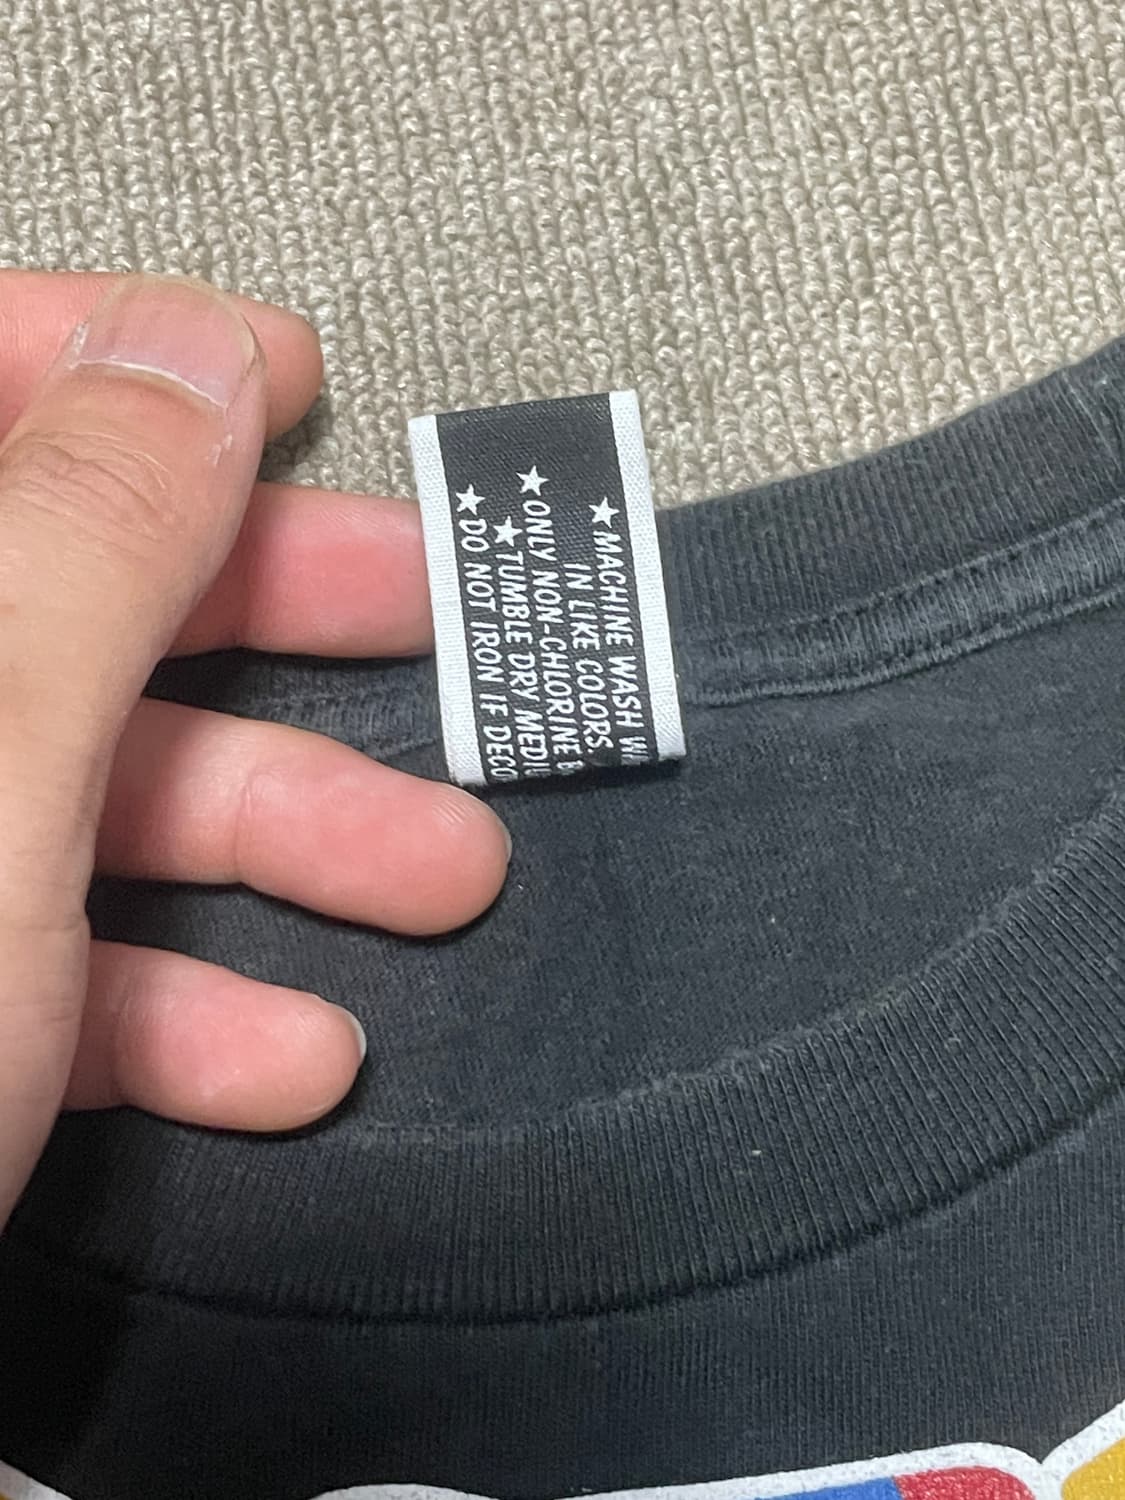 ★MACHINE WASH
IN LIKE COLORS.
★ONLY NON-CHLORINE
★TUMBLE DRY
★DO NOT IRON IF